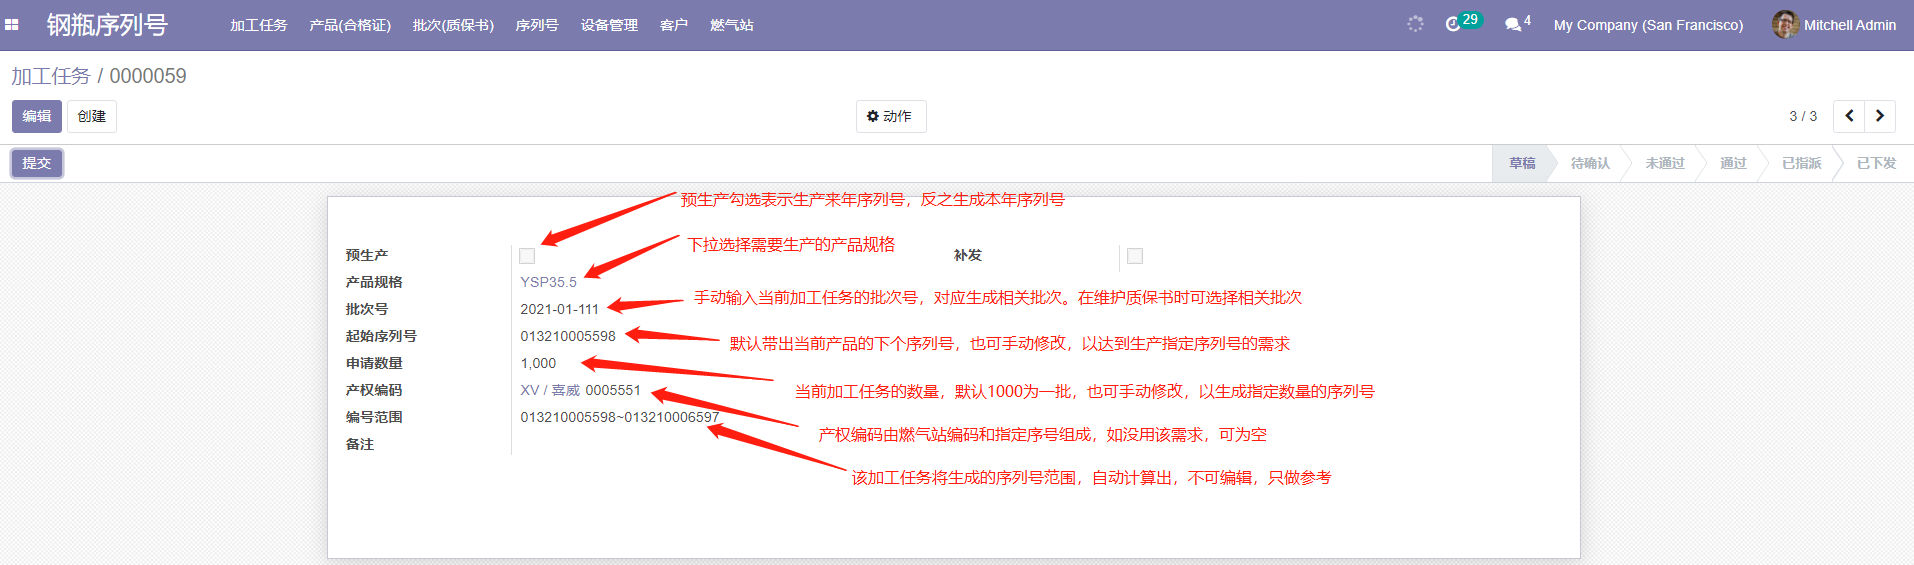 钢瓶序列号 加工任务 产品(合格证) 批次(质保书) 序列号 设备管理 客户 燃气站 29 4 My Company (San Francisco) Mitchell Admin
加工任务 / 0000059
编辑 创建 动作 3 / 3
提交 草稿 待确认 未通过 通过 已指派 已下发
预生产勾选表示生产来年序列号，反之生成本年序列号
下拉选择需要生产的产品规格
预生产 补发
产品规格 YSP35.5
手动输入当前加工任务的批次号，对应生成相关批次。在维护质保书时可选择相关批次
批次号 2021-01-111
起始序列号 013210005598
默认带出当前产品的下个序列号，也可手动修改，以达到生产指定序列号的需求
申请数量 1,000
产权编码 XV / 喜威 0005551
当前加工任务的数量，默认1000为一批，也可手动修改，以生成指定数量的序列号
编号范围 013210005598~013210006597
产权编码由燃气站编码和指定序号组成，如没用该需求，可为空
备注
该加工任务将生成的序列号范围，自动计算出，不可编辑，只做参考